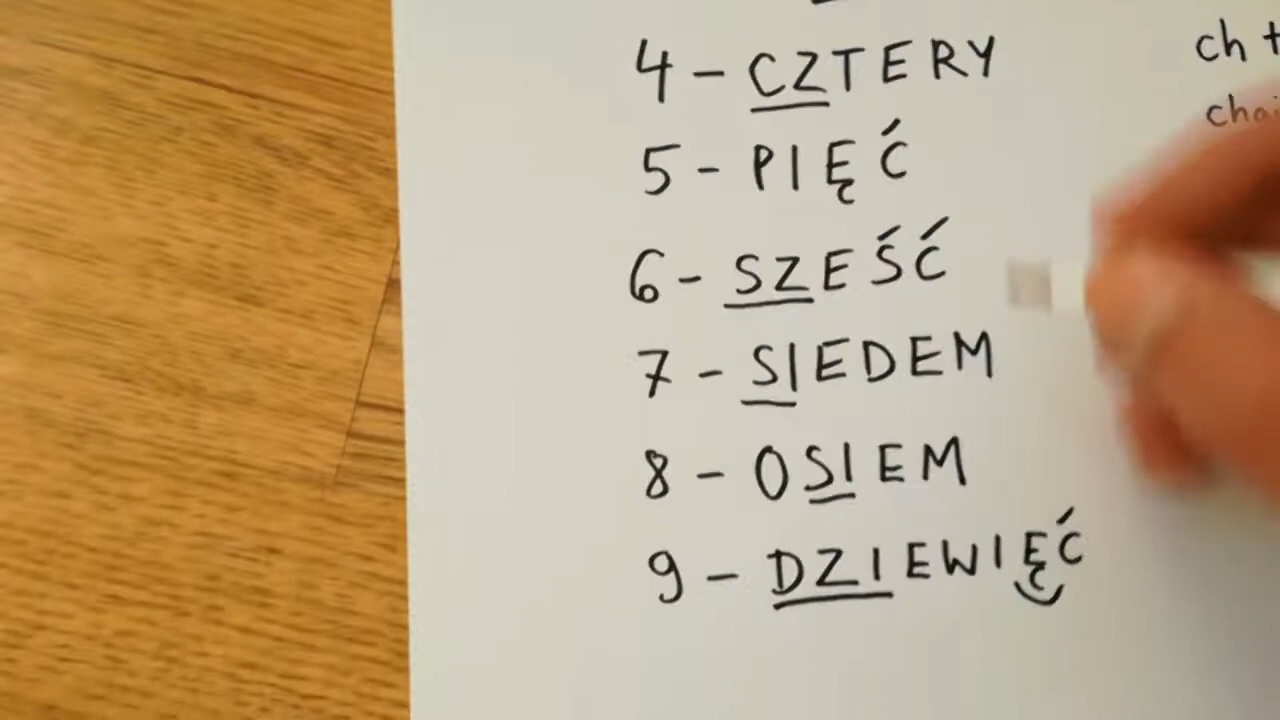 4 - CZTERY
ch
5 - PIĘĆ
6 - SZEŚĆ
7 - SIEDEM
8 - OSIEM
9 - DZIEWIĘĆ